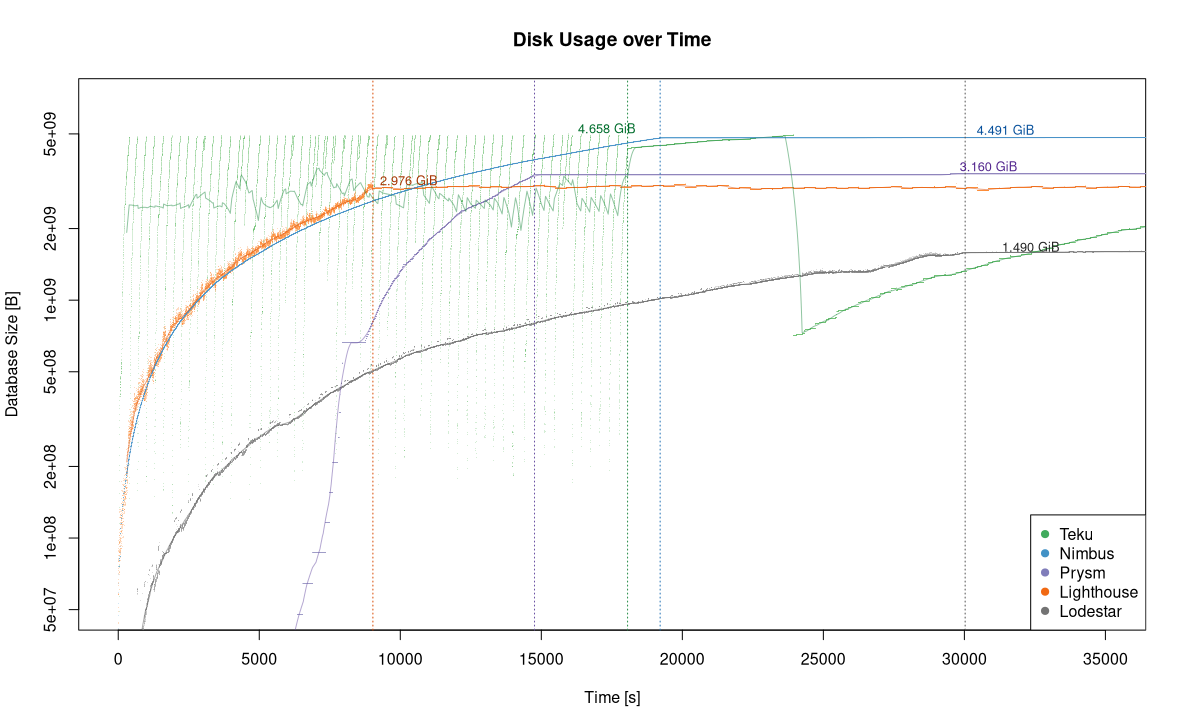 Disk Usage over Time
Database Size [B]
5e+09
2e+09
1e+09
5e+08
2e+08
1e+08
5e+07
4.658 GiB
4.491 GiB
2.976 GiB
3.160 GiB
1.490 GiB
Teku
Nimbus
Prysm
Lighthouse
Lodestar
0 5000 10000 15000 20000 25000 30000 35000
Time [s]